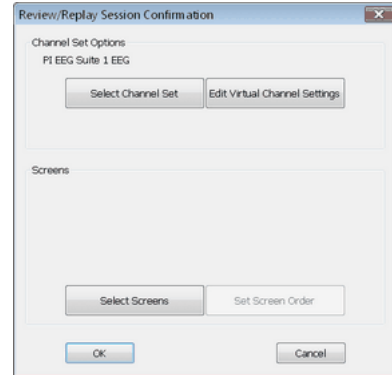 Review/Replay Session Confirmation
Channel Set Options
PI EEG Suite 1 EEG
Select Channel Set
Edit Virtual Channel Settings
Screens
Select Screens
Set Screen Order
OK
Cancel